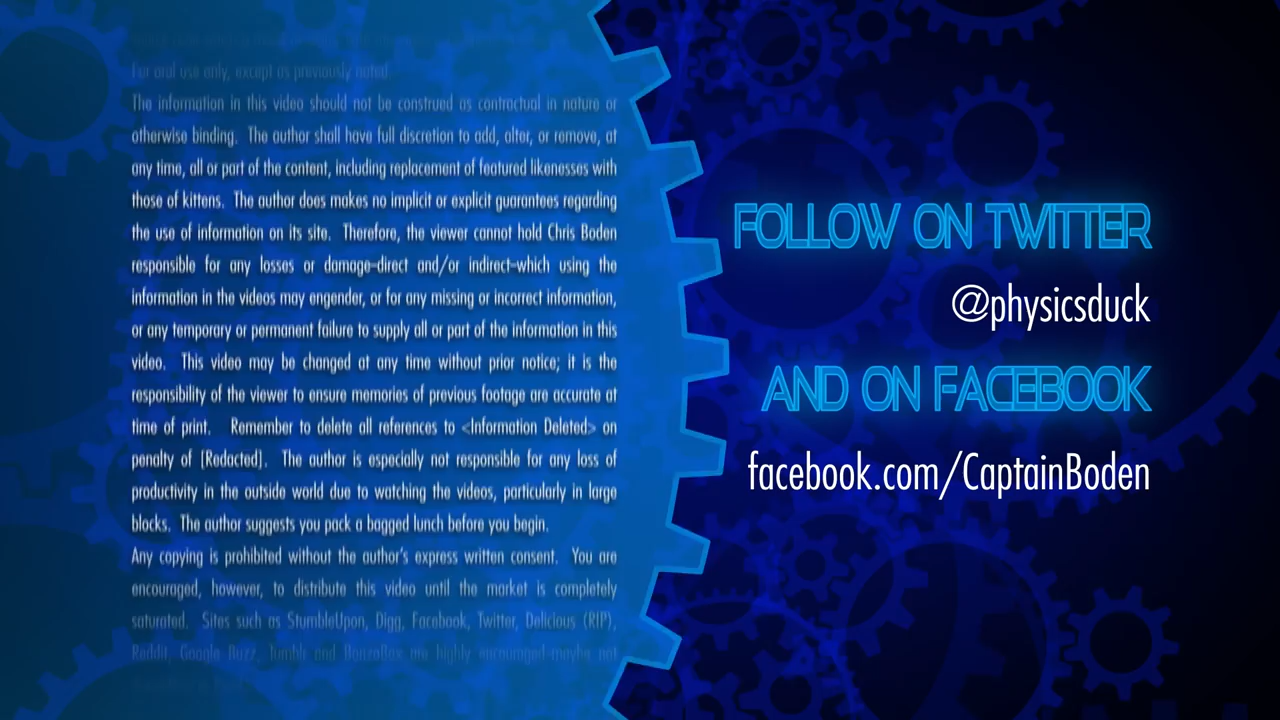 For oral use only, except as previously noted.
The information in this video should not be construed as contractual in nature or
otherwise binding. The author shall have full discretion to add, alter, or remove, at
any time, all or part of the content, including replacement of featured likenesses with
those of kittens. The author does makes no implicit or explicit guarantees regarding
the use of information on its site. Therefore, the viewer cannot hold Chris Boden
responsible for any losses or damage-direct and/or indirect-which using the
information in the videos may engender, or for any missing or incorrect information,
or any temporary or permanent failure to supply all or part of the information in this
video. This video may be changed at any time without prior notice; it is the
responsibility of the viewer to ensure memories of previous footage are accurate at
time of print. Remember to delete all references to <Information Deleted> on
penalty of [Redacted]. The author is especially not responsible for any loss of
productivity in the outside world due to watching the videos, particularly in large
blocks. The author suggests you pack a bagged lunch before you begin.
Any copying is prohibited without the author's express written consent. You are
encouraged, however, to distribute this video until the market is completely
saturated. Sites such as StumbleUpon, Digg, Facebook, Twitter, Delicious (RIP),
Reddit, Google Buzz, Tumblr and BonzoBox are highly encouraged-maybe not
FOLLOW ON TWITTER
@physicsduck
AND ON FACEBOOK
facebook.com/CaptainBoden